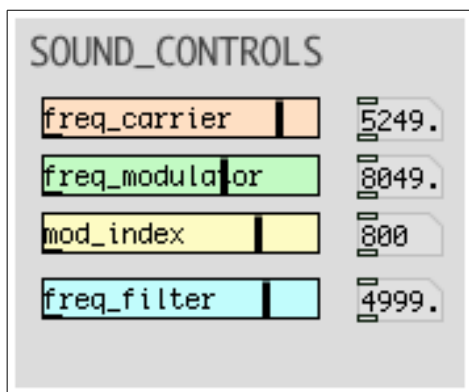 SOUND_CONTROLS
freq_carrier 5249.
freq_modulator 8049.
mod_index 800
freq_filter 4999.